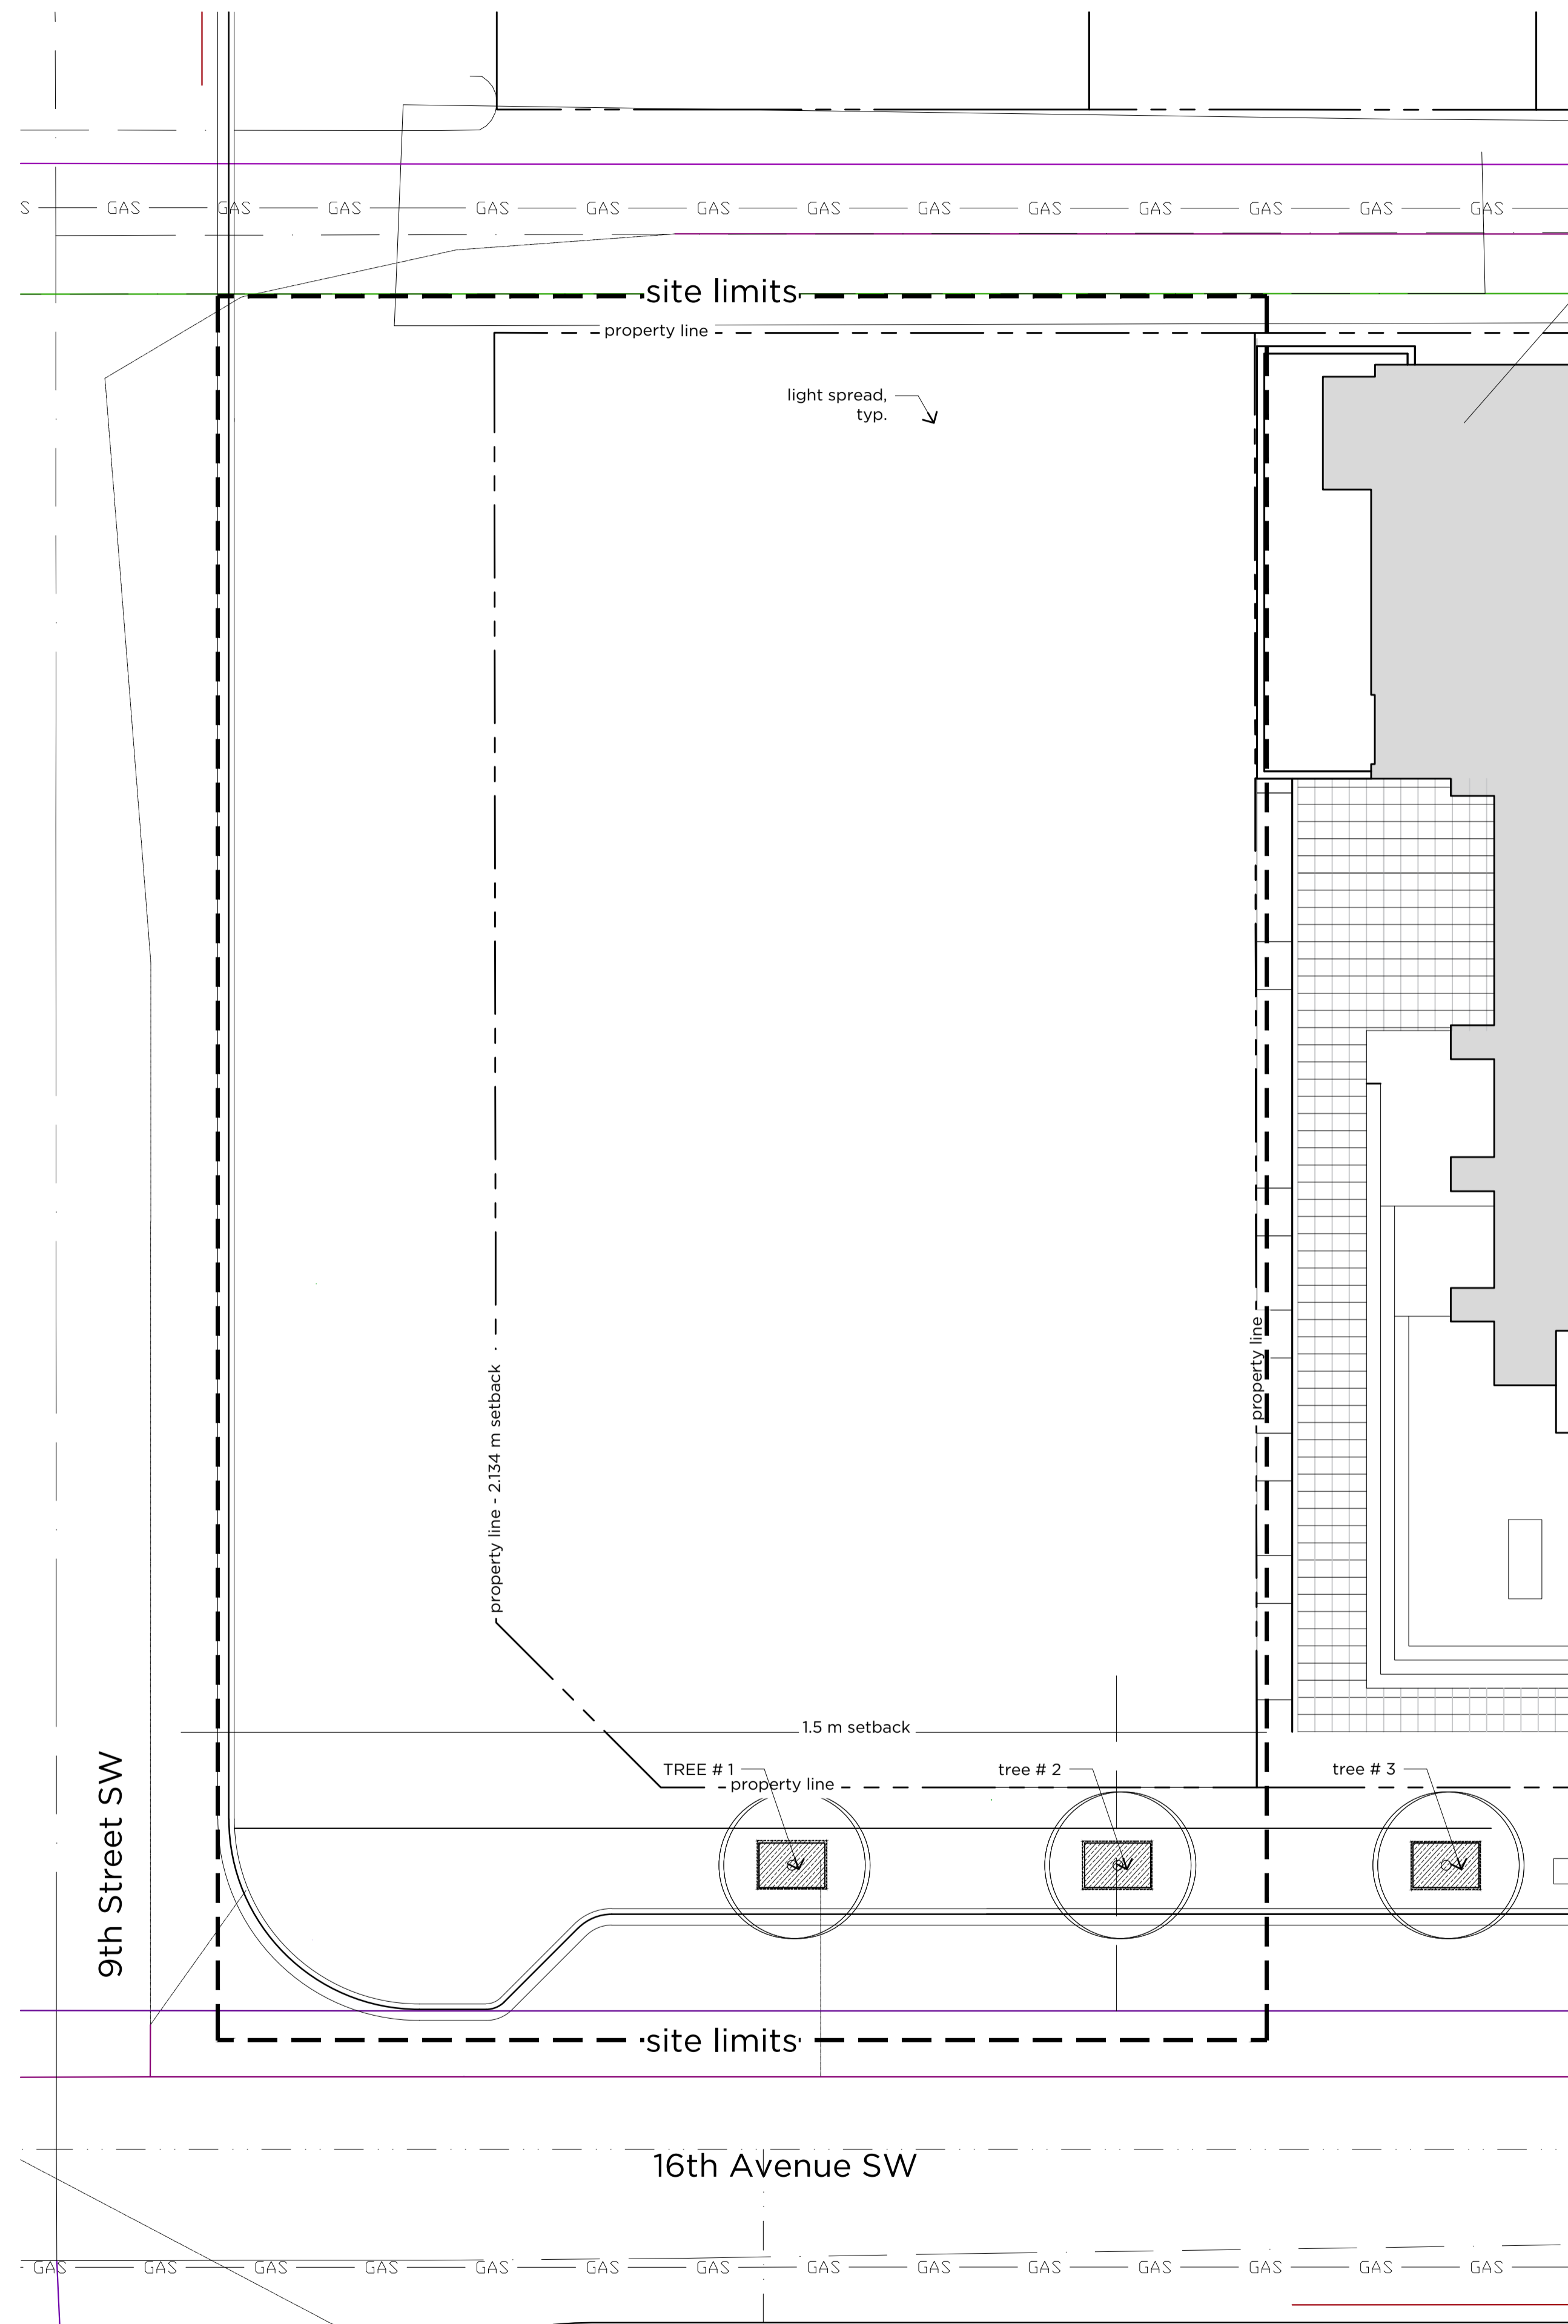 S GAS GAS GAS GAS GAS GAS GAS GAS GAS GAS GAS GAS GAS
site limits
property line
light spread,
typ.
property line
property line - 2.134 m setback
1.5 m setback
TREE # 1
tree # 2
tree # 3
property line
9th Street SW
site limits
16th Avenue SW
GAS GAS GAS GAS GAS GAS GAS GAS GAS GAS GAS GAS GAS GAS